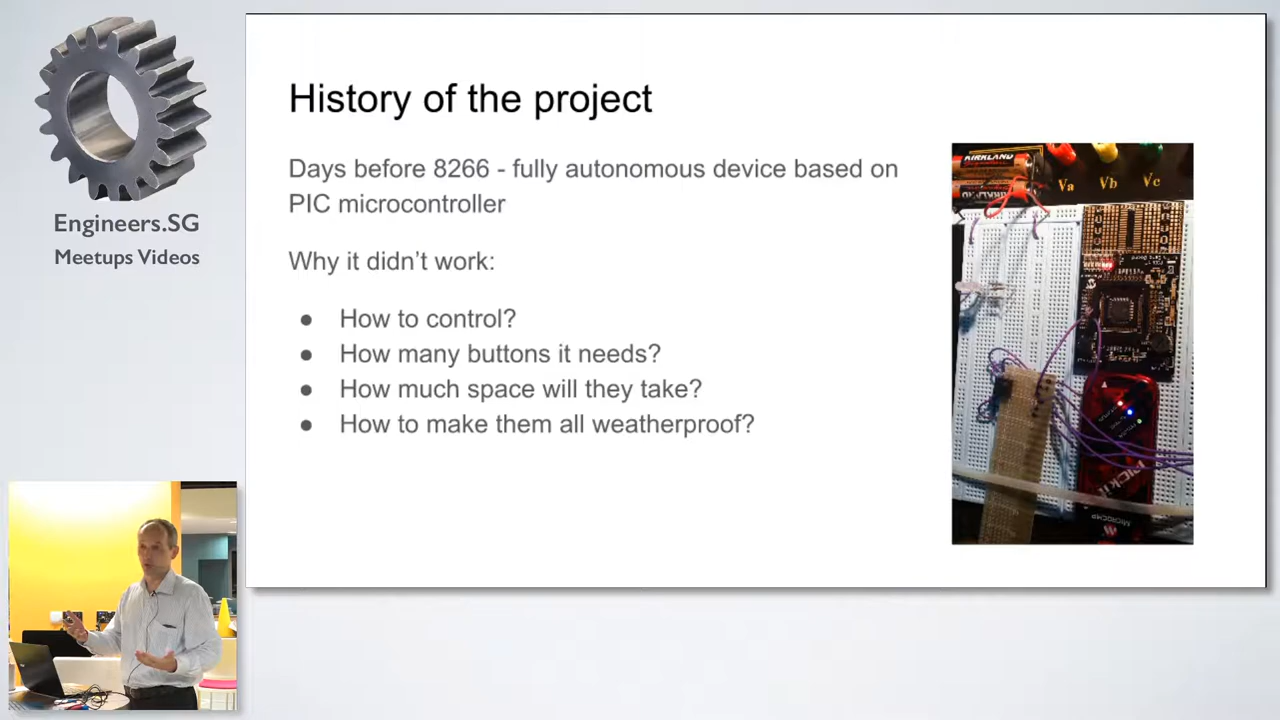 Engineers.SG
Meetups Videos
History of the project
Days before 8266 - fully autonomous device based on
PIC microcontroller
Why it didn't work:
● How to control?
● How many buttons it needs?
● How much space will they take?
● How to make them all weatherproof?
KIRKLAND
Va Vb Vc
PICkit
MICROCHIP